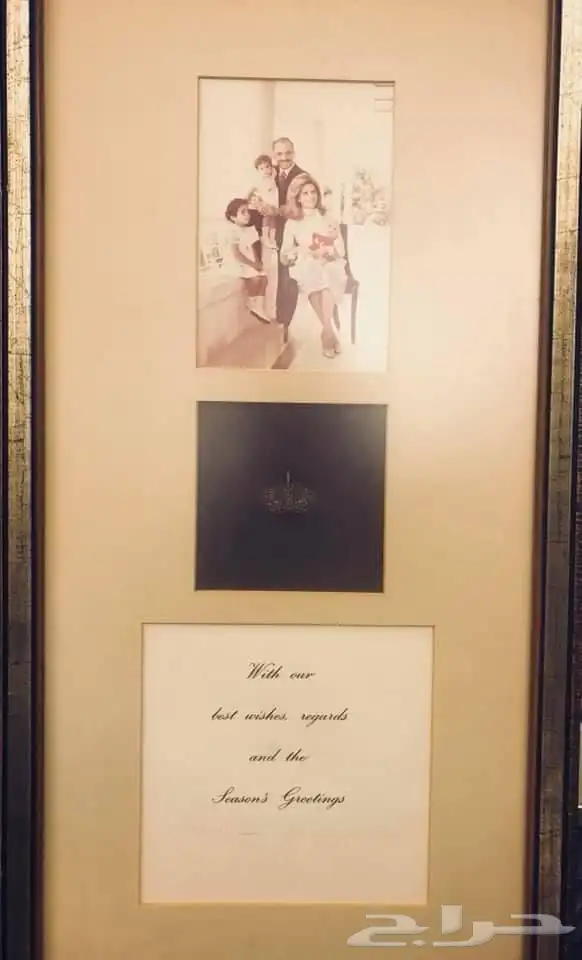 With our
best wishes, regards
and the
Season's Greetings
حراج